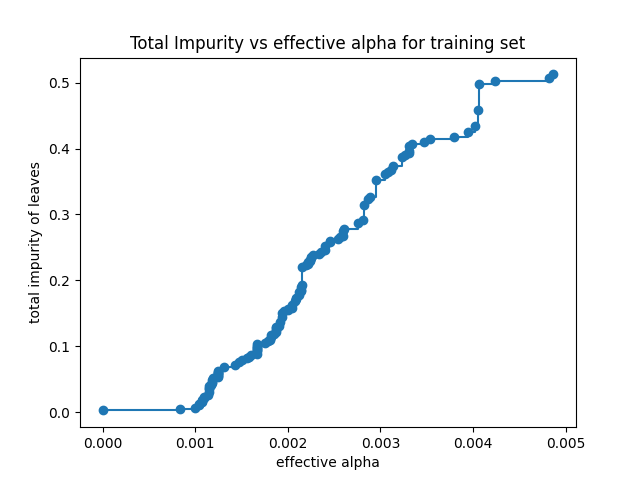 Total Impurity vs effective alpha for training set
0.5
0.4
0.3
0.2
0.1
0.0
total impurity of leaves
0.000 0.001 0.002 0.003 0.004 0.005
effective alpha